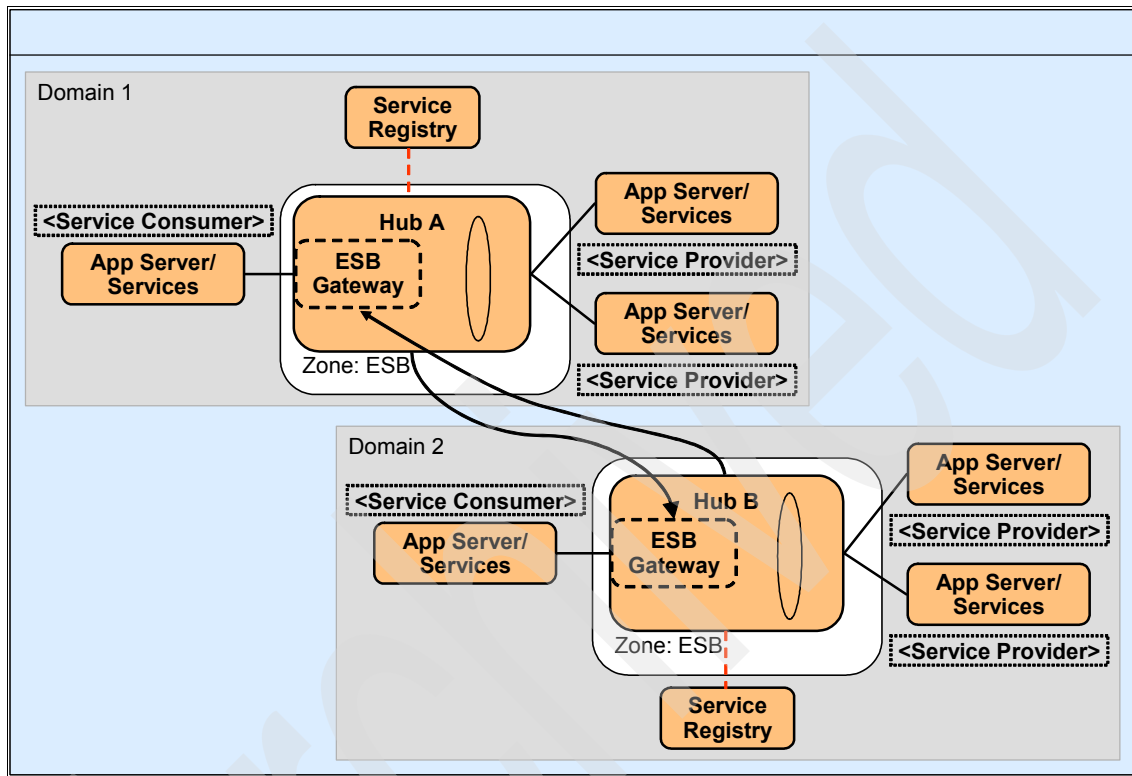 Domain 1
Service
Registry
<Service Consumer>
App Server/
Services
Hub A
ESB
Gateway
Zone: ESB
App Server/
Services
<Service Provider>
App Server/
Services
<Service Provider>
Domain 2
<Service Consumer>
App Server/
Services
Hub B
ESB
Gateway
Zone: ESB
App Server/
Services
<Service Provider>
App Server/
Services
<Service Provider>
Service
Registry